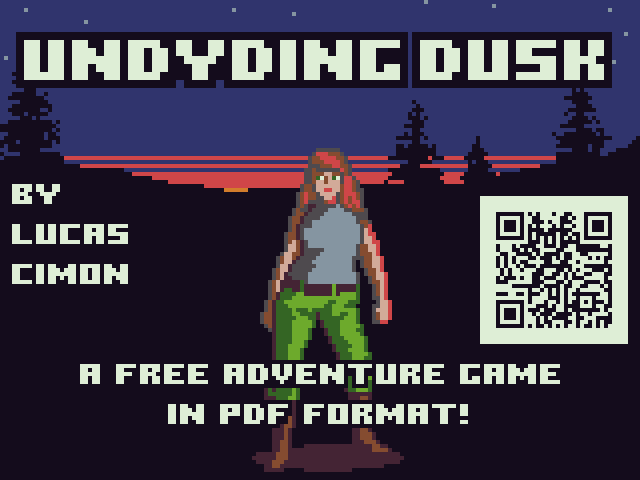 UNDYDING DUSK
BY
LUCAS
CIMON
A FREE ADVENTURE GAME
IN PDF FORMAT!